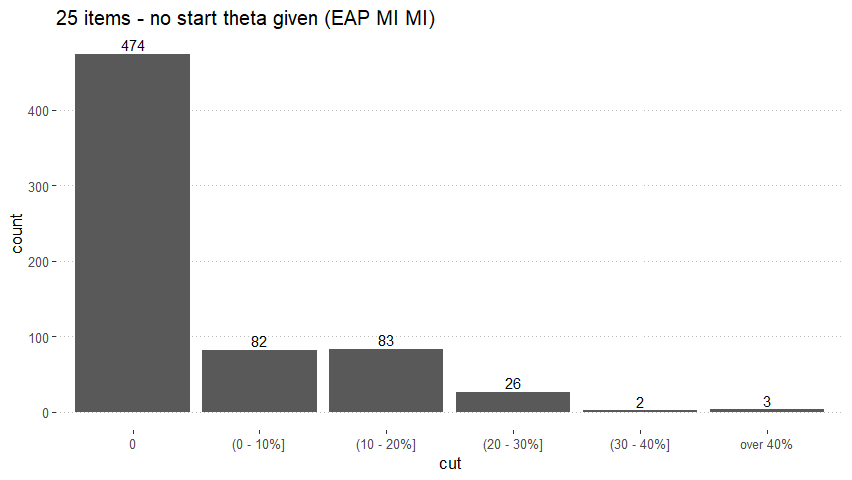 25 items - no start theta given (EAP MI MI)
474
400
300
count
200
100
82
83
26
2
3
0
0
(0 - 10%]
(10 - 20%]
(20 - 30%]
(30 - 40%]
over 40%
cut